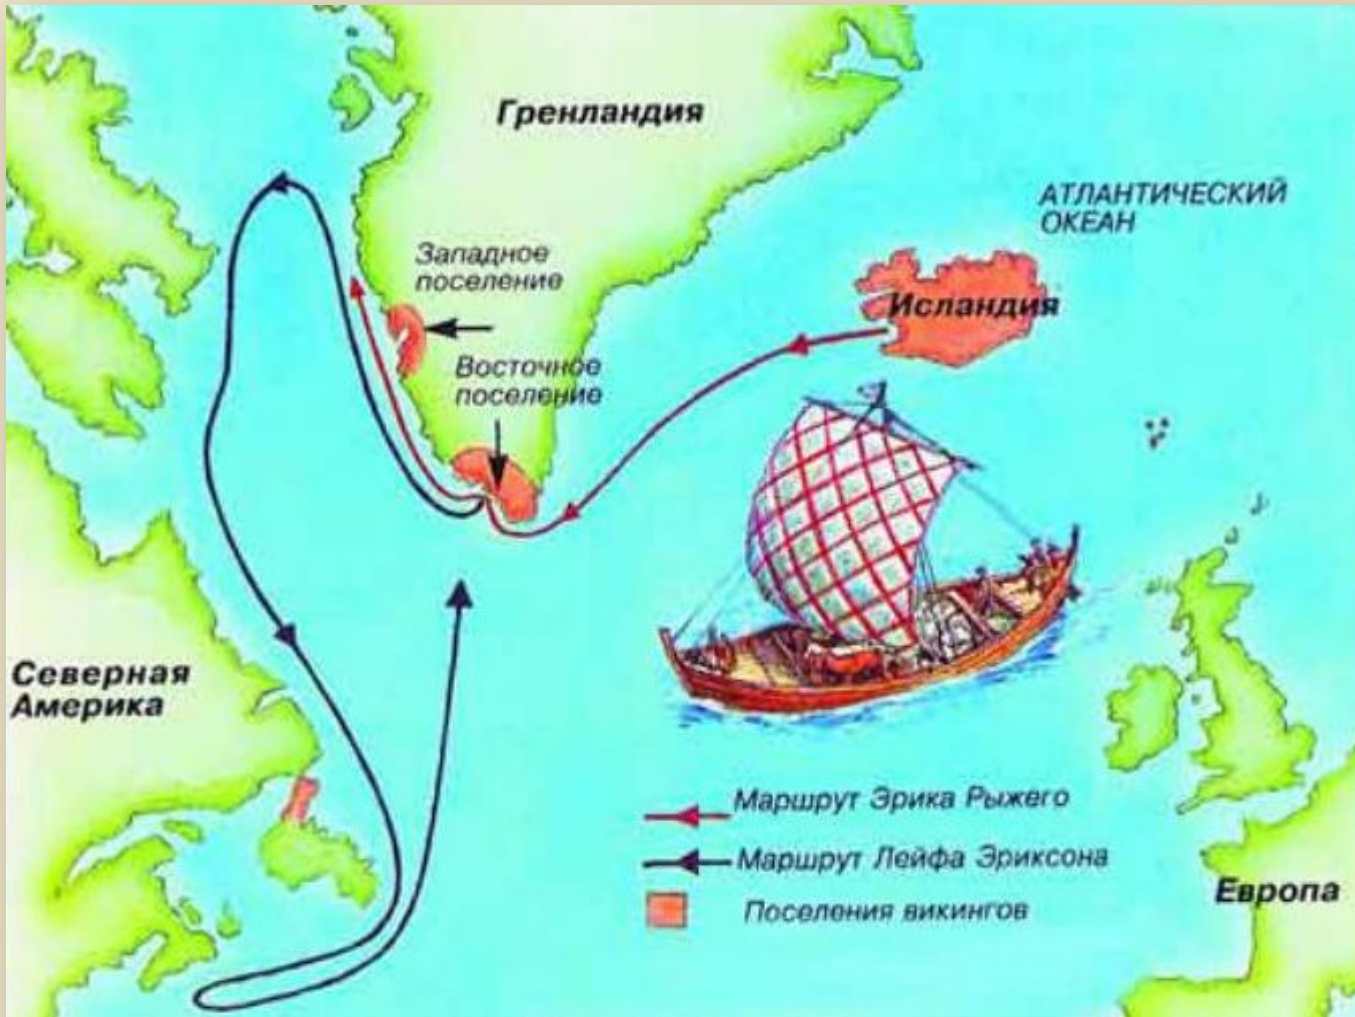 Гренландия
АТЛАНТИЧЕСКИЙ
ОКЕАН
Западное
поселение
Исландия
Восточное
поселение
Северная
Америка
Маршрут Эрика Рыжего
Маршрут Лейфа Эриксона
Поселения викингов
Европа